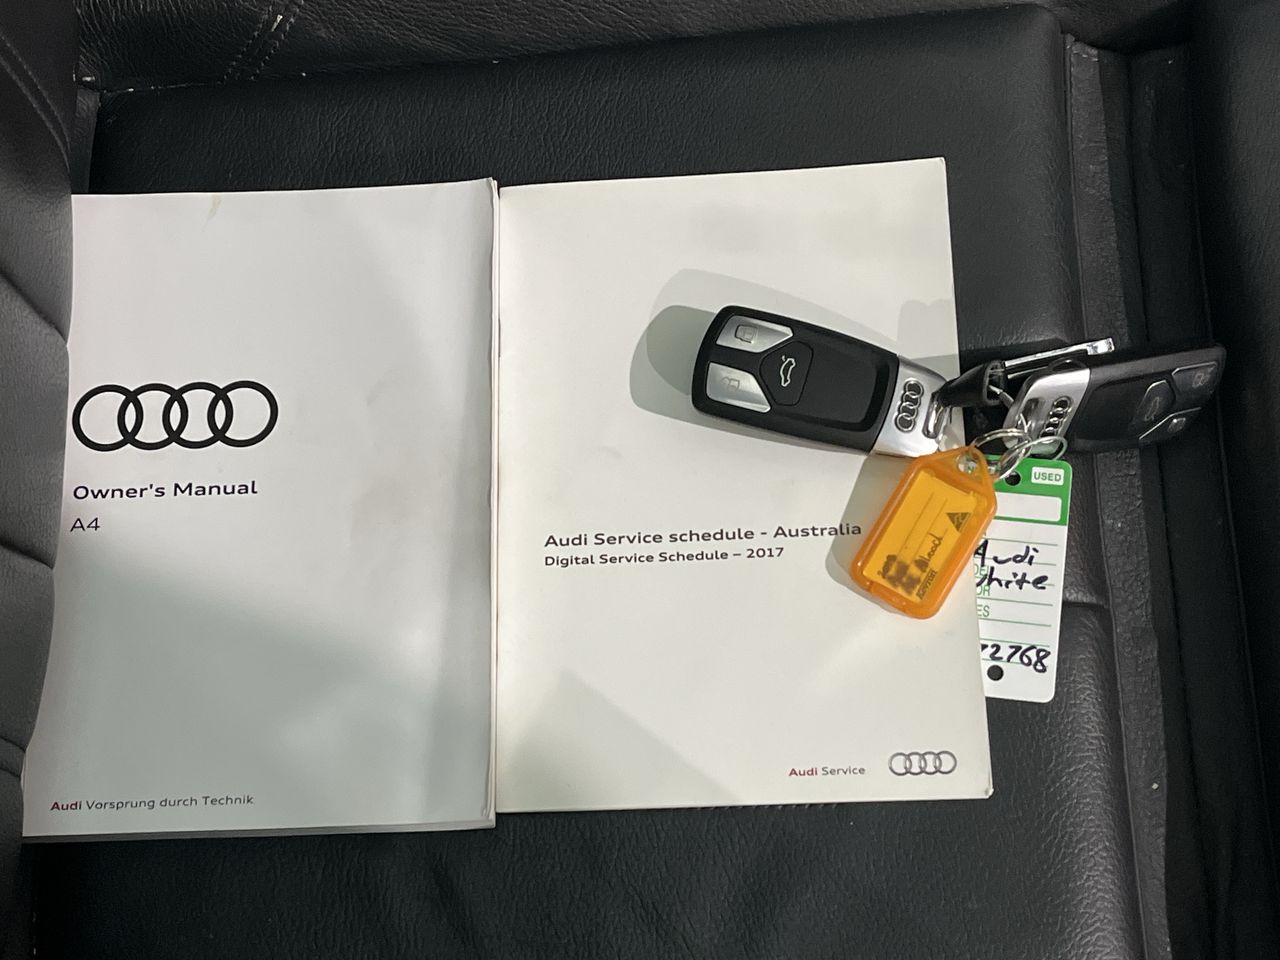 Owner's Manual
A4
Audi Vorsprung durch Technik
Audi Service schedule - Australia
Digital Service Schedule – 2017
Audi Service
USED
Audi
White
2768